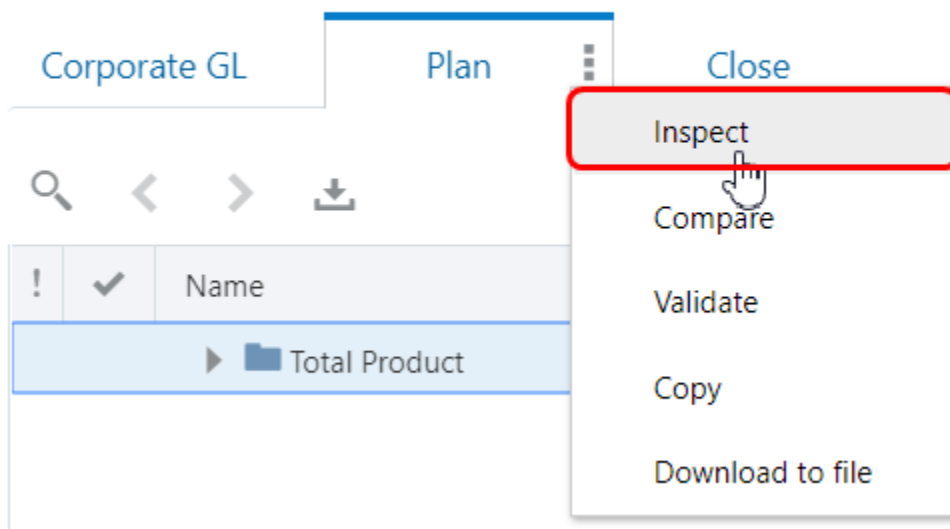 Corporate GL Plan Close
Inspect
Compare
! Name
Validate
Total Product
Copy
Download to file